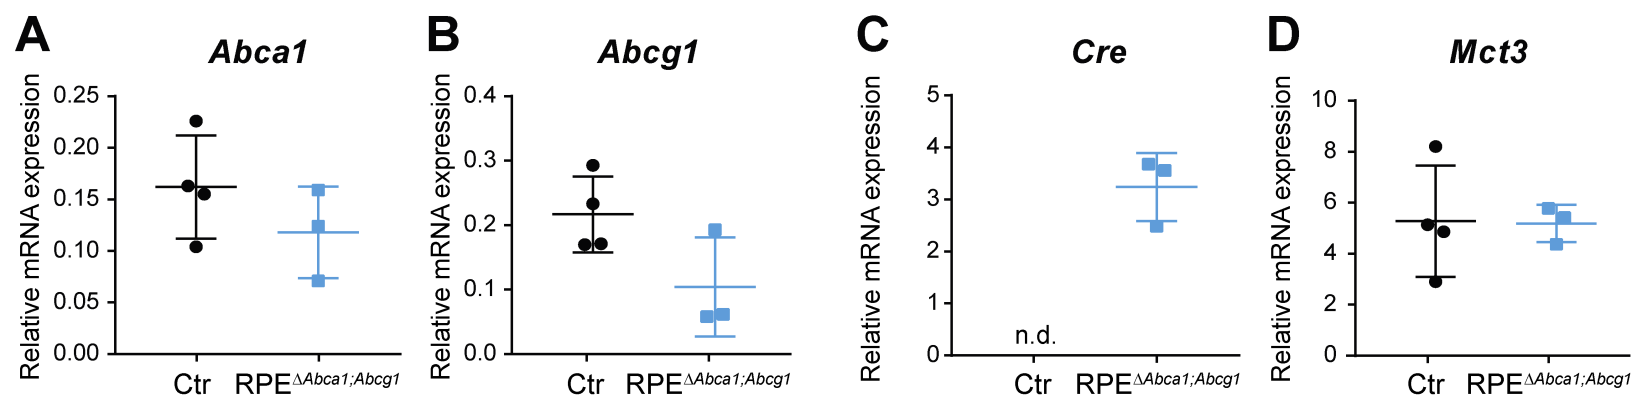 A
Abca1
Relative mRNA expression
0.25
0.20
0.15
0.10
0.05
0.00
Ctr
RPEΔAbca1;Abcg1
B
Abcg1
Relative mRNA expression
0.4
0.3
0.2
0.1
0.0
Ctr
RPEΔAbca1;Abcg1
C
Cre
Relative mRNA expression
5
4
3
2
1
0
n.d.
Ctr
RPEΔAbca1;Abcg1
D
Mct3
Relative mRNA expression
10
8
6
4
2
0
Ctr
RPEΔAbca1;Abcg1